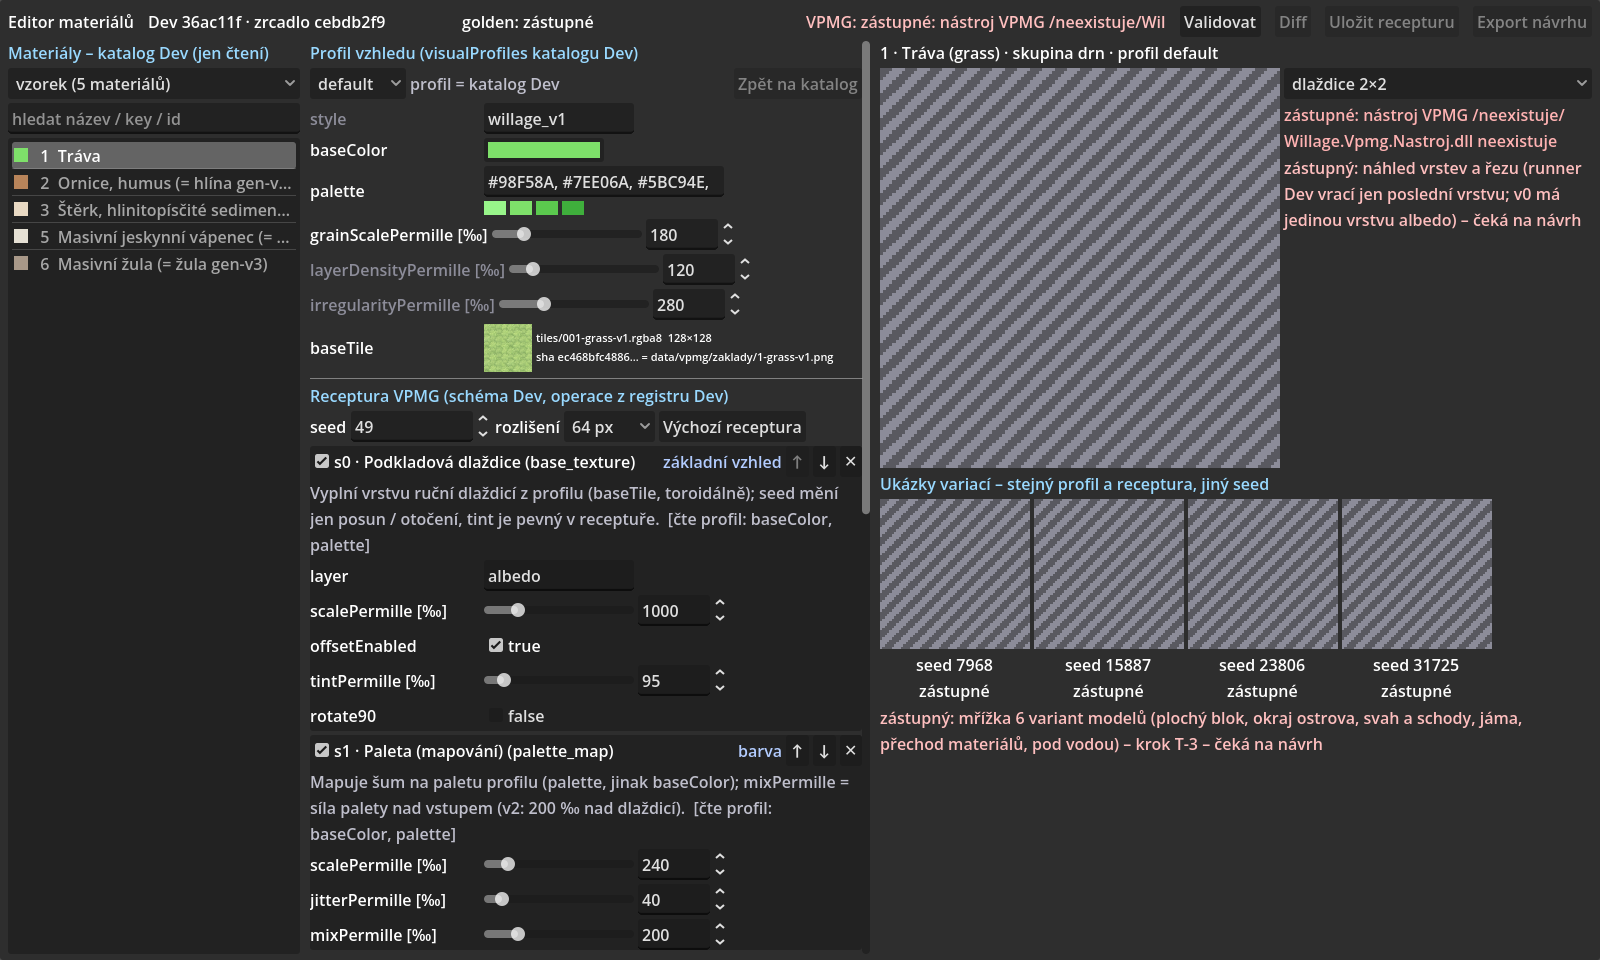 Editor materiálů Dev 36ac11f · zrcadlo cebdb2f9 golden: zástupné VPMG: zástupné: nástroj VPMG /neexistuje/Wil Validovat Diff Uložit recepturu Export návrhu
Materiály – katalog Dev (jen čtení)
vzorek (5 materiálů)
hledat název / key / id
1 Tráva
2 Ornice, humus (= hlína gen-v...
3 Štěrk, hlinitopísčité sedimen...
5 Masivní jeskynní vápenec (= ...
6 Masivní žula (= žula gen-v3)
Profil vzhledu (visualProfiles katalogu Dev)
default profil = katalog Dev Zpět na katalog
style willage_v1
baseColor
palette #98F58A, #7EE06A, #5BC94E,
grainScalePermille [‰] 180
layerDensityPermille [‰] 120
irregularityPermille [‰] 280
baseTile
tiles/001-grass-v1.rgba8 128×128
sha ec468bfc4886... = data/vpmg/zaklady/1-grass-v1.png
Receptura VPMG (schéma Dev, operace z registru Dev)
seed 49 rozlišení 64 px Výchozí receptura
s0 · Podkladová dlaždice (base_texture) základní vzhled ↑ ↓ ✕
Vyplní vrstvu ruční dlaždicí z profilu (baseTile, toroidálně); seed mění
jen posun / otočení, tint je pevný v receptuře. [čte profil: baseColor,
palette]
layer albedo
scalePermille [‰] 1000
offsetEnabled true
tintPermille [‰] 95
rotate90 false
s1 · Paleta (mapování) (palette_map) barva ↑ ↓ ✕
Mapuje šum na paletu profilu (palette, jinak baseColor); mixPermille =
síla palety nad vstupem (v2: 200 ‰ nad dlaždicí). [čte profil:
baseColor, palette]
scalePermille [‰] 240
jitterPermille [‰] 40
mixPermille [‰] 200
1 · Tráva (grass) · skupina drn · profil default
dlaždice 2×2
zástupné: nástroj VPMG /neexistuje/
Willage.Vpmg.Nastroj.dll neexistuje
zástupný: náhled vrstev a řezu (runner
Dev vrací jen poslední vrstvu; v0 má
jedinou vrstvu albedo) – čeká na návrh
Ukázky variací – stejný profil a receptura, jiný seed
seed 7968 seed 15887 seed 23806 seed 31725
zástupné zástupné zástupné zástupné
zástupný: mřížka 6 variant modelů (plochý blok, okraj ostrova, svah a schody, jáma,
přechod materiálů, pod vodou) – krok T-3 – čeká na návrh